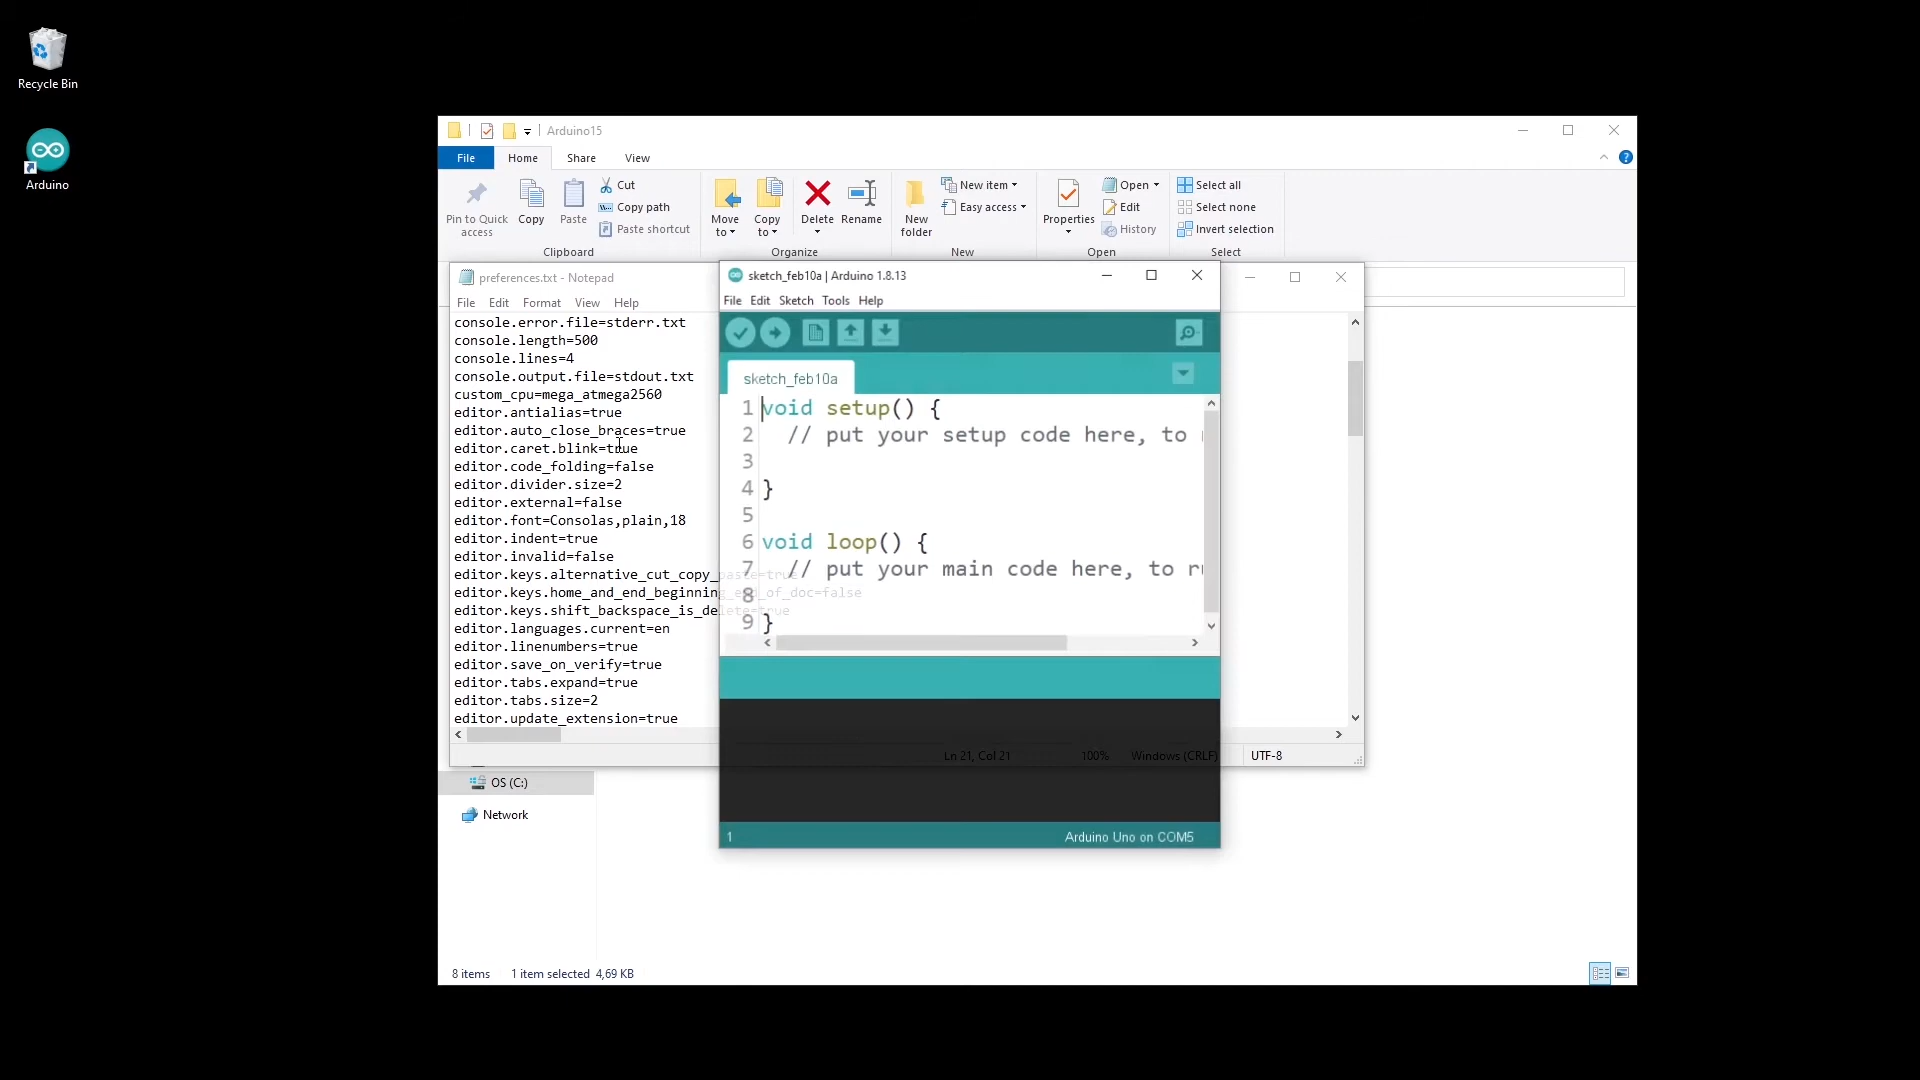 Recycle Bin
Arduino
Arduino15
File Home Share View
Pin to Quick access
Copy
Paste
Cut
Copy path
Paste shortcut
Clipboard
Move to
Copy to
Delete
Rename
Organize
New folder
New item
Easy access
New
Properties
Open
Edit
History
Open
Select all
Select none
Invert selection
Select
preferences.txt - Notepad
File Edit Format View Help
console.error.file=stderr.txt
console.length=500
console.lines=4
console.output.file=stdout.txt
custom_cpu=mega_atmega2560
editor.antialias=true
editor.auto_close_braces=true
editor.caret.blink=true
editor.code_folding=false
editor.divider.size=2
editor.external=false
editor.font=Consolas,plain,18
editor.indent=true
editor.invalid=false
editor.keys.alternative_cut_copy_paste=true
editor.keys.home_and_end_beginning_end_of_doc=false
editor.keys.shift_backspace_is_delete=true
editor.languages.current=en
editor.linenumbers=true
editor.save_on_verify=true
editor.tabs.expand=true
editor.tabs.size=2
editor.update_extension=true
Ln 21, Col 21 100% Windows (CRLF) UTF-8
sketch_feb10a | Arduino 1.8.13
File Edit Sketch Tools Help
sketch_feb10a
1 void setup() {
2 // put your setup code here, to
3
4 }
5
6 void loop() {
7 // put your main code here, to
8
9 }
1 Arduino Uno on COM5
OS (C:)
Network
8 items 1 item selected 4,69 KB